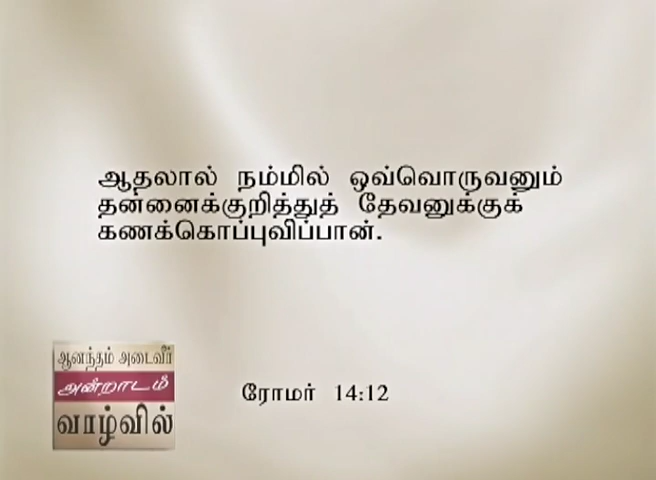 ஆதலால் நம்மில் ஒவ்வொருவனும்
தன்னைக்குறித்துத் தேவனுக்குக்
கணக்கொப்புவிப்பான்.
ஆனந்தம் அடைவீர்
அன்றாடம்
வாழ்வில்
ரோமர் 14:12